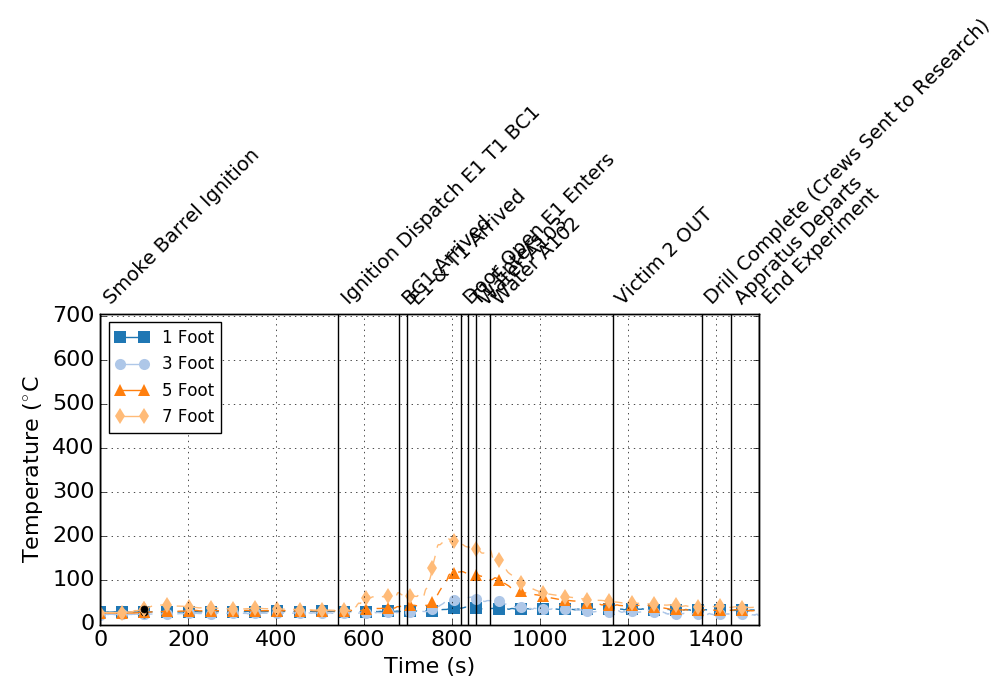 Smoke Barrel Ignition
Ignition Dispatch E1 T1 BC1
BC1 Arrived
E1 & T1 Arrived
Door Open E1 Enters
Water A103
Water A102
Victim 2 OUT
Drill Complete (Crews Sent to Research)
Appratus Departs
End Experiment
700
600
500
400
300
200
100
0
Temperature (°C
1 Foot
3 Foot
5 Foot
7 Foot
0
200
400
600
800
1000
1200
1400
Time (s)